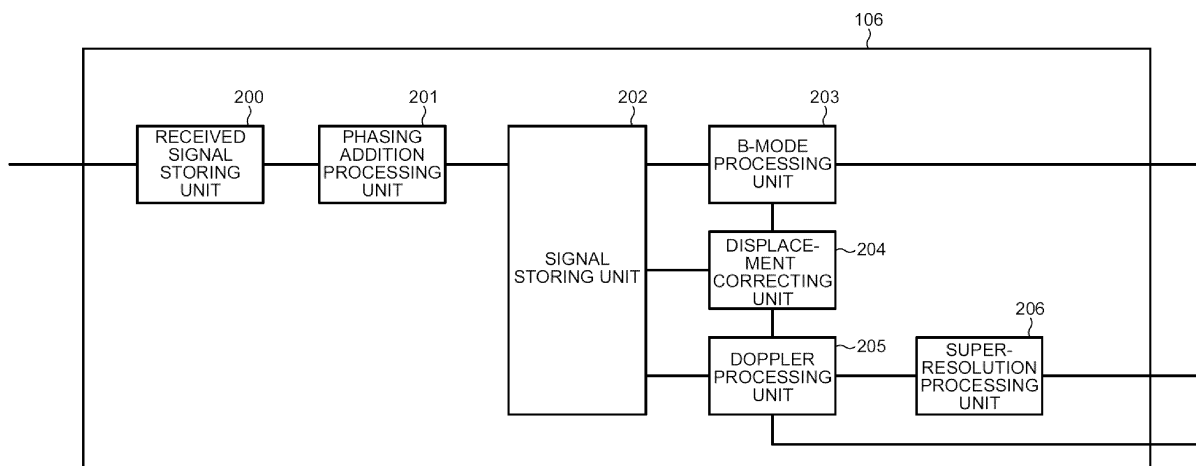 106
200
201
202
203
RECEIVED
SIGNAL
STORING
UNIT
PHASING
ADDITION
PROCESSING
UNIT
SIGNAL
STORING UNIT
B-MODE
PROCESSING
UNIT
DISPLACE-
MENT
CORRECTING
UNIT
204
DOPPLER
PROCESSING
UNIT
205
206
SUPER-
RESOLUTION
PROCESSING
UNIT